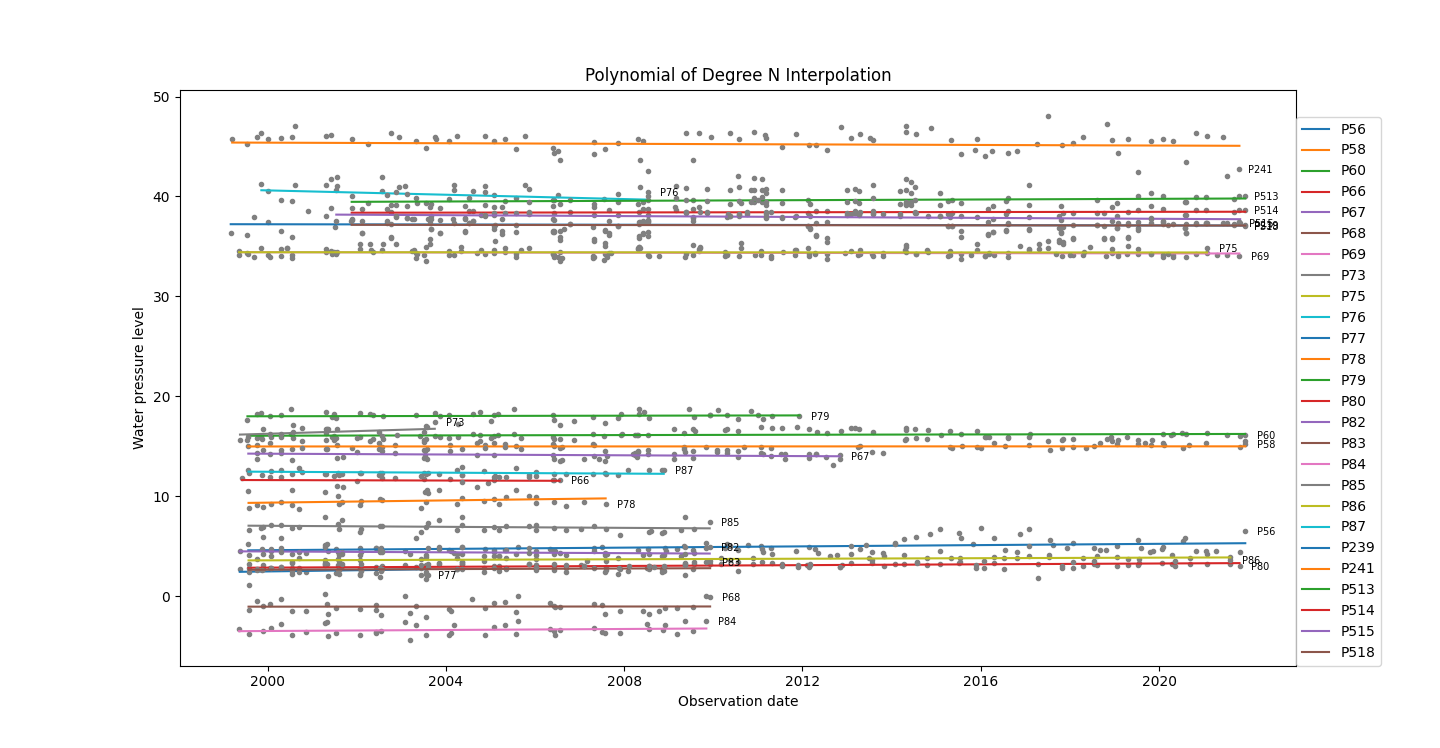 Polynomial of Degree N Interpolation
Water pressure level
50
40
30
20
10
0
2000
2004
2008
2012
2016
2020
Observation date
P241
P76
P513
P514
P75
P69
P79
P73
P60
P58
P67
P87
P66
P78
P85
P56
P82
P83
P86
P80
P77
P68
P84
P56
P58
P60
P66
P67
P68
P69
P73
P75
P76
P77
P78
P79
P80
P82
P83
P84
P85
P86
P87
P239
P241
P513
P514
P515
P518